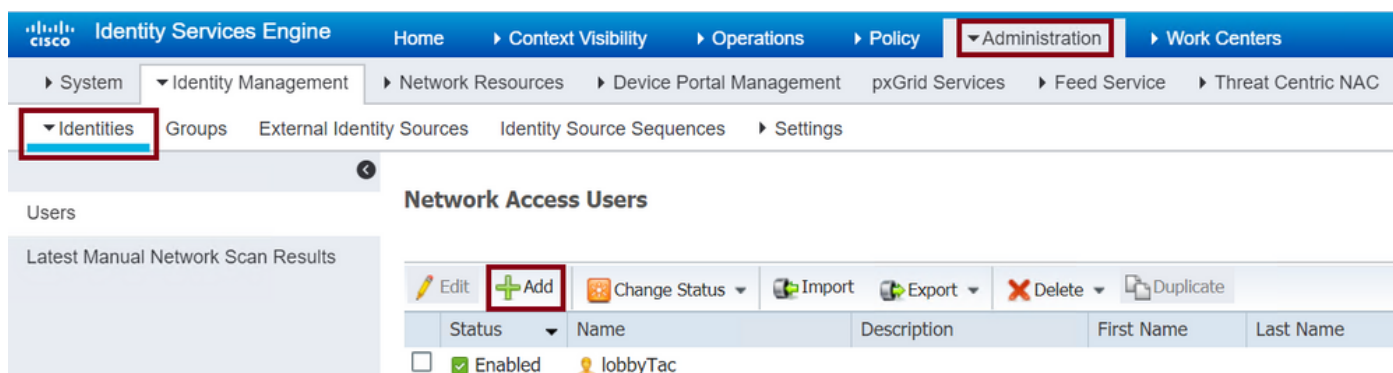 cisco Identity Services Engine Home Context Visibility Operations Policy Administration Work Centers
System Identity Management Network Resources Device Portal Management pxGrid Services Feed Service Threat Centric NAC
Identities Groups External Identity Sources Identity Source Sequences Settings
Users
Latest Manual Network Scan Results
Network Access Users
Edit Add Change Status Import Export Delete Duplicate
Status Name Description First Name Last Name
Enabled lobbyTac